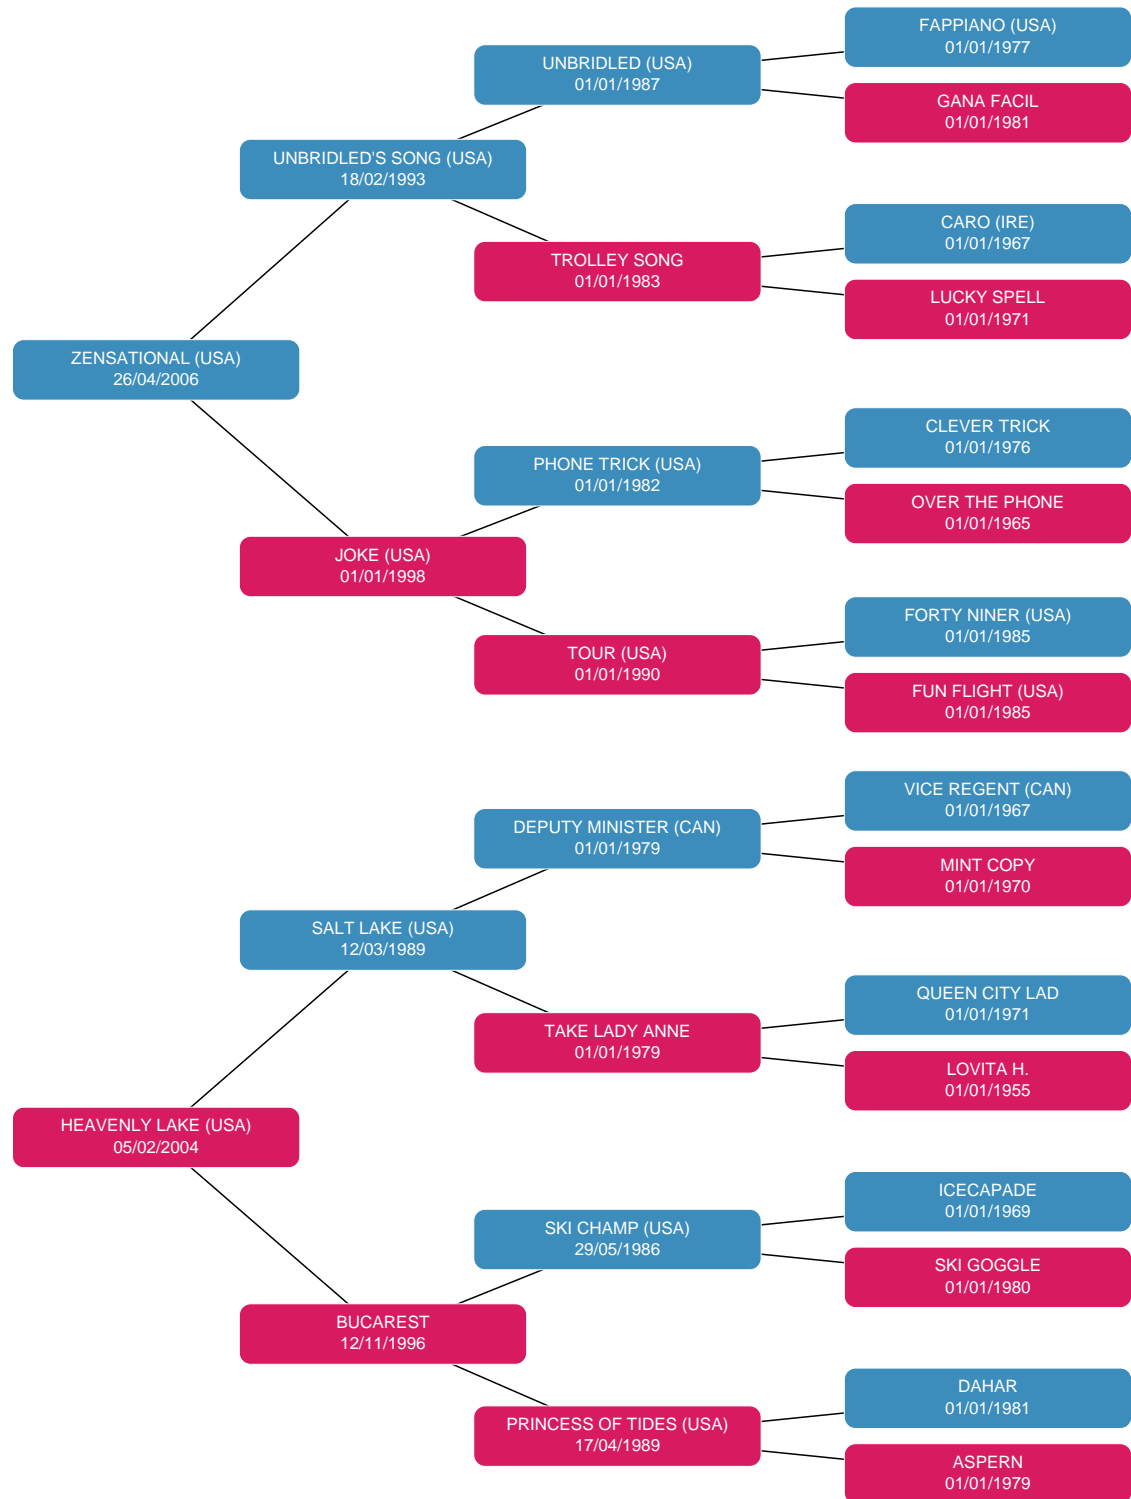 FAPPIANO (USA)
01/01/1977
UNBRIDLED (USA)
01/01/1987
GANA FACIL
01/01/1981
UNBRIDLED'S SONG (USA)
18/02/1993
CARO (IRE)
01/01/1967
TROLLEY SONG
01/01/1983
LUCKY SPELL
01/01/1971
ZENSATIONAL (USA)
26/04/2006
CLEVER TRICK
01/01/1976
PHONE TRICK (USA)
01/01/1982
OVER THE PHONE
01/01/1965
JOKE (USA)
01/01/1998
FORTY NINER (USA)
01/01/1985
TOUR (USA)
01/01/1990
FUN FLIGHT (USA)
01/01/1985
VICE REGENT (CAN)
01/01/1967
DEPUTY MINISTER (CAN)
01/01/1979
MINT COPY
01/01/1970
SALT LAKE (USA)
12/03/1989
QUEEN CITY LAD
01/01/1971
TAKE LADY ANNE
01/01/1979
LOVITA H.
01/01/1955
HEAVENLY LAKE (USA)
05/02/2004
ICECAPADE
01/01/1969
SKI CHAMP (USA)
29/05/1986
SKI GOGGLE
01/01/1980
BUCAREST
12/11/1996
DAHAR
01/01/1981
PRINCESS OF TIDES (USA)
17/04/1989
ASPERN
01/01/1979